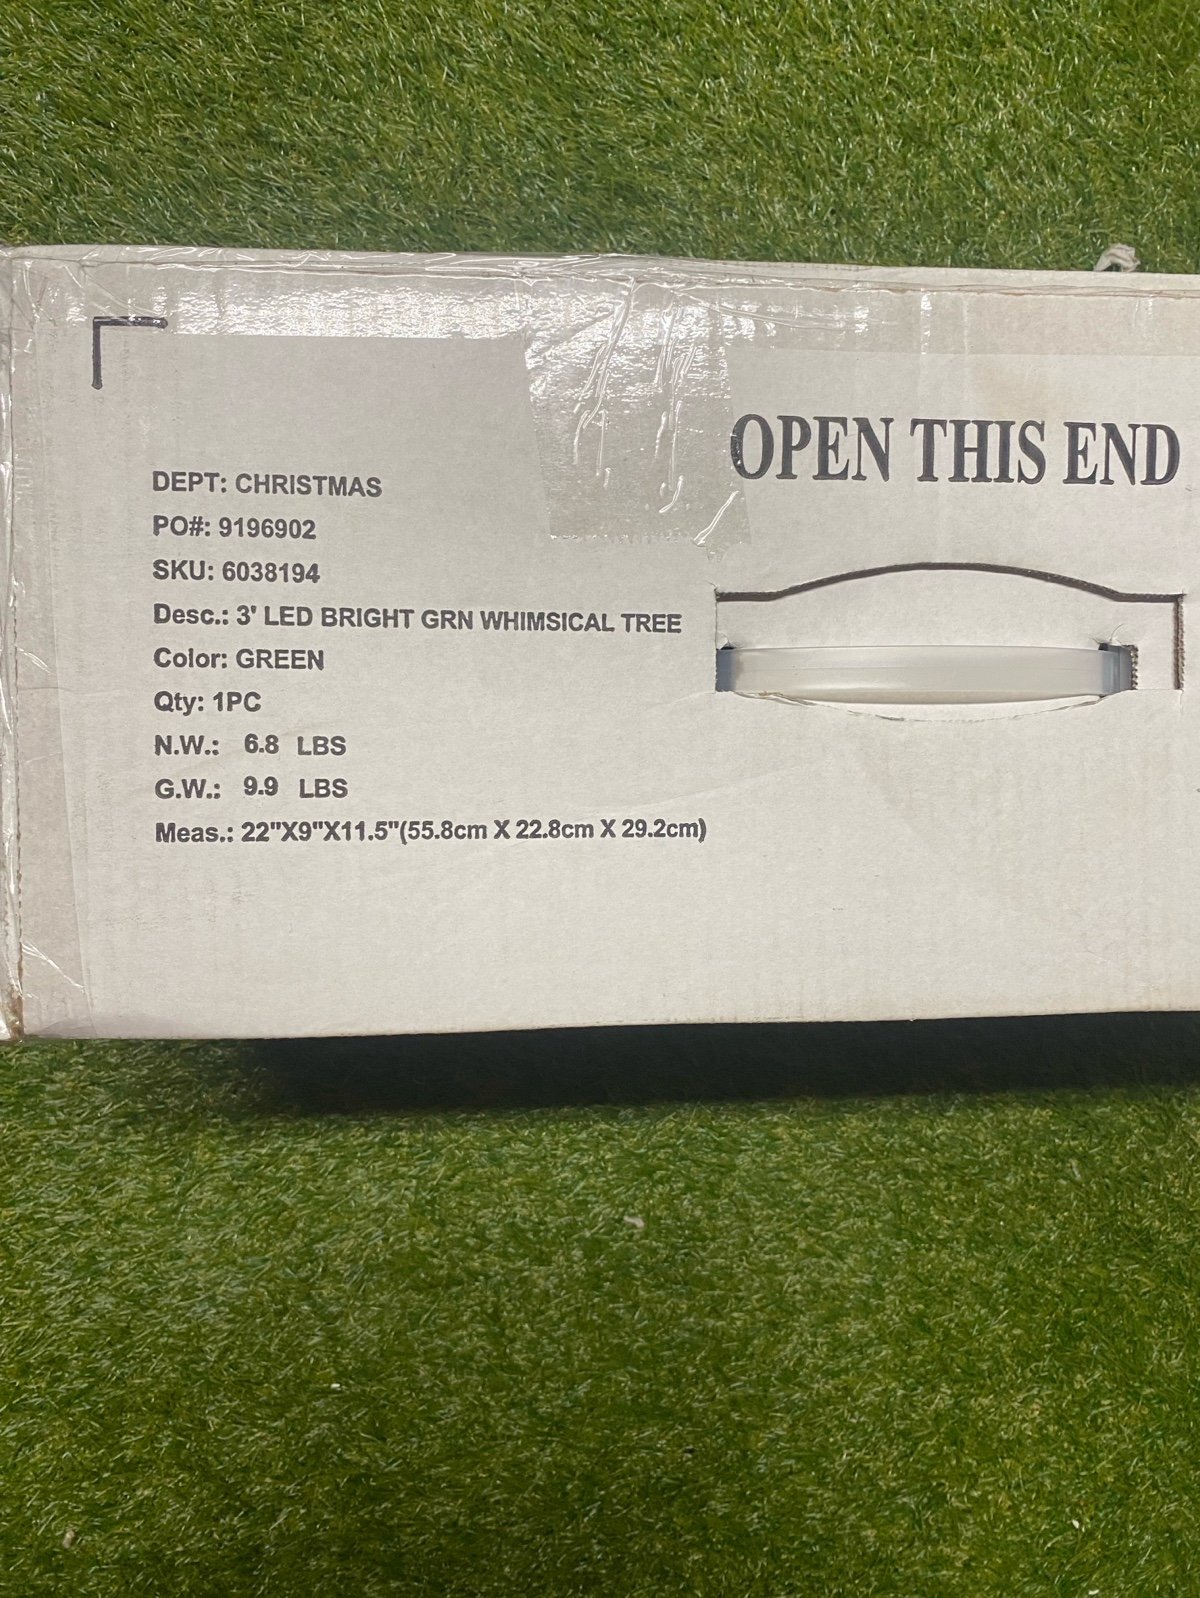 OPEN THIS END
DEPT: CHRISTMAS
PO#: 9196902
SKU: 6038194
Desc.: 3' LED BRIGHT GRN WHIMSICAL TREE
Color: GREEN
Qty: 1PC
N.W.: 6.8 LBS
G.W.: 9.9 LBS
Meas.: 22"X9"X11.5"(55.8cm X 22.8cm X 29.2cm)